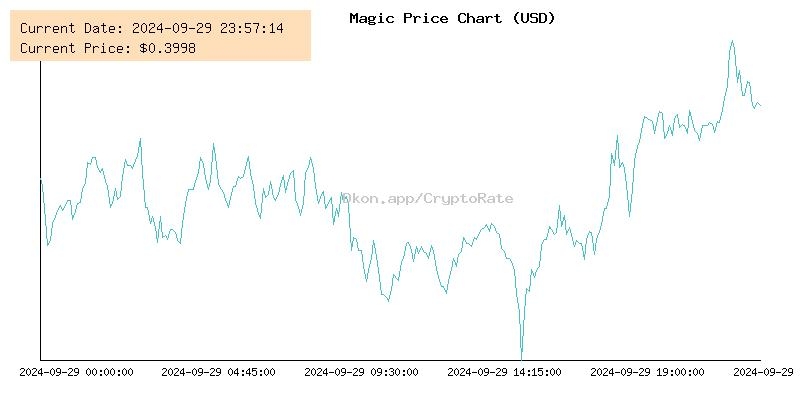 Magic Price Chart (USD)
Current Date: 2024-09-29 23:57:14
Current Price: $0.3998
0kon.app/CryptoRate
2024-09-29 00:00:00 2024-09-29 04:45:00 2024-09-29 09:30:00 2024-09-29 14:15:00 2024-09-29 19:00:00 2024-09-29